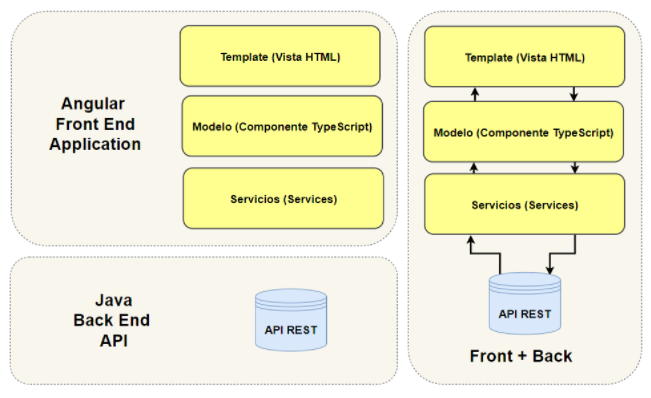 Angular
Front End
Application
Template (Vista HTML)
Modelo (Componente TypeScript)
Servicios (Services)
Java
Back End
API
API REST
Template (Vista HTML)
Modelo (Componente TypeScript)
Servicios (Services)
API REST
Front + Back